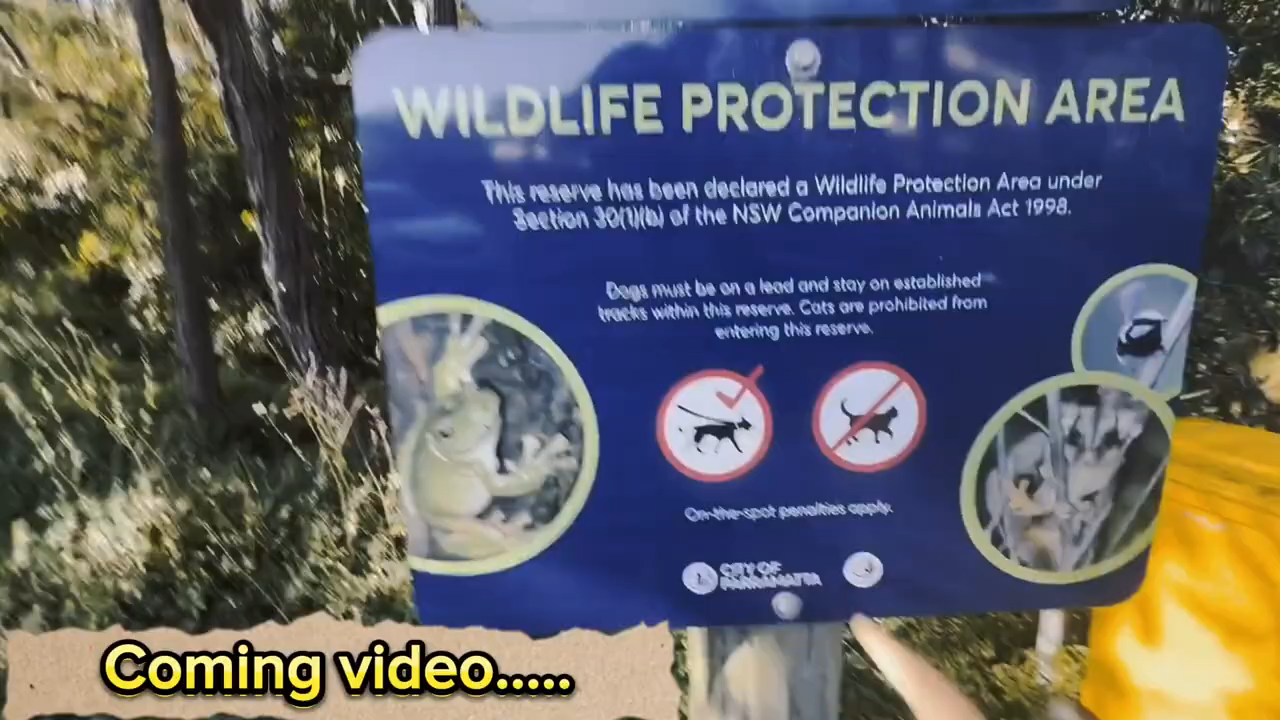 WILDLIFE PROTECTION AREA
This reserve has been declared a Wildlife Protection Area under
Section 30(1)(b) of the NSW Companion Animals Act 1998.
Dogs must be on a lead and stay on established
tracks within this reserve. Cats are prohibited from
entering this reserve.
On-the-spot penalties apply.
CITY OF
PARRAMATTA
Coming video.....